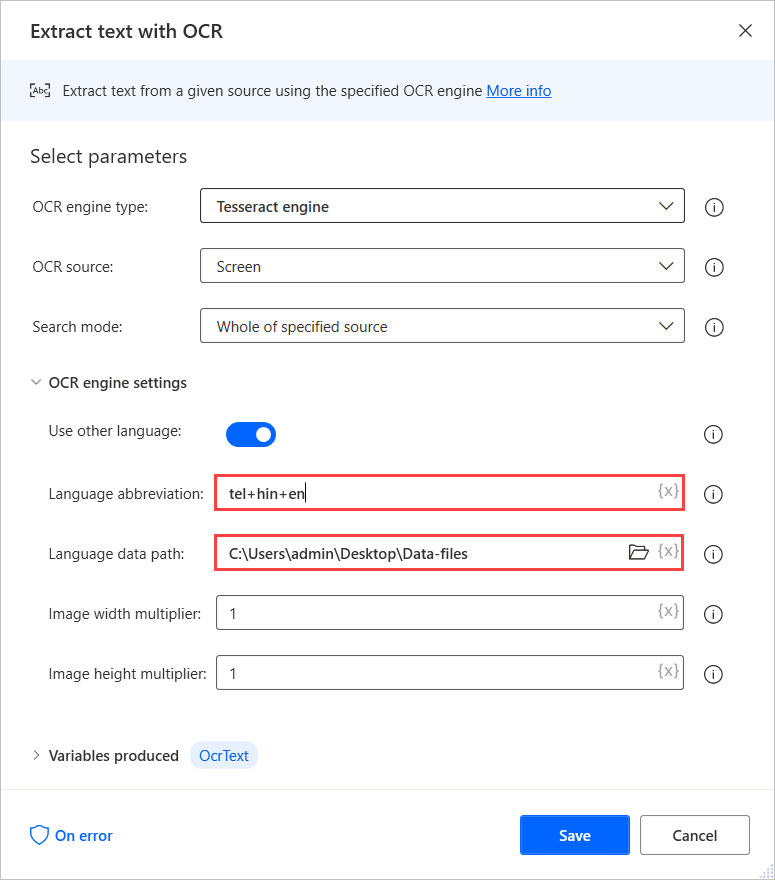 Extract text with OCR
Abc Extract text from a given source using the specified OCR engine More info
Select parameters
OCR engine type: Tesseract engine
OCR source: Screen
Search mode: Whole of specified source
OCR engine settings
Use other language:
Language abbreviation: tel+hin+en {x}
Language data path: C:\Users\admin\Desktop\Data-files {x}
Image width multiplier: 1 {x}
Image height multiplier: 1 {x}
Variables produced OcrText
On error Save Cancel